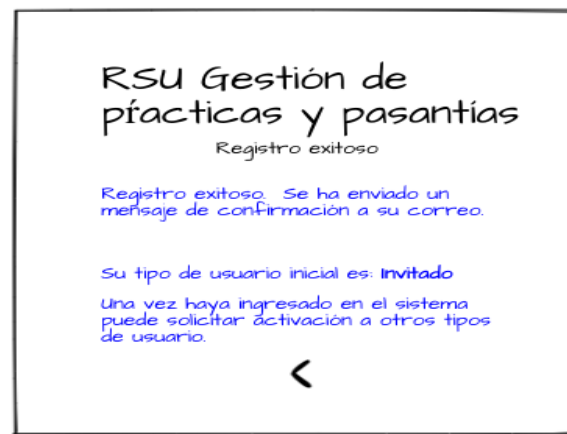 RSU Gestión de
pŕacticas y pasantías
Registro exitoso
Registro exitoso. Se ha enviado un
meñsaje de confirmación a su correo.
Su tipo de usuario inicial es: Invitado
Una vez haya ingresado en el sistema
puede solicitar activación a otros tipos
de usuario.
<